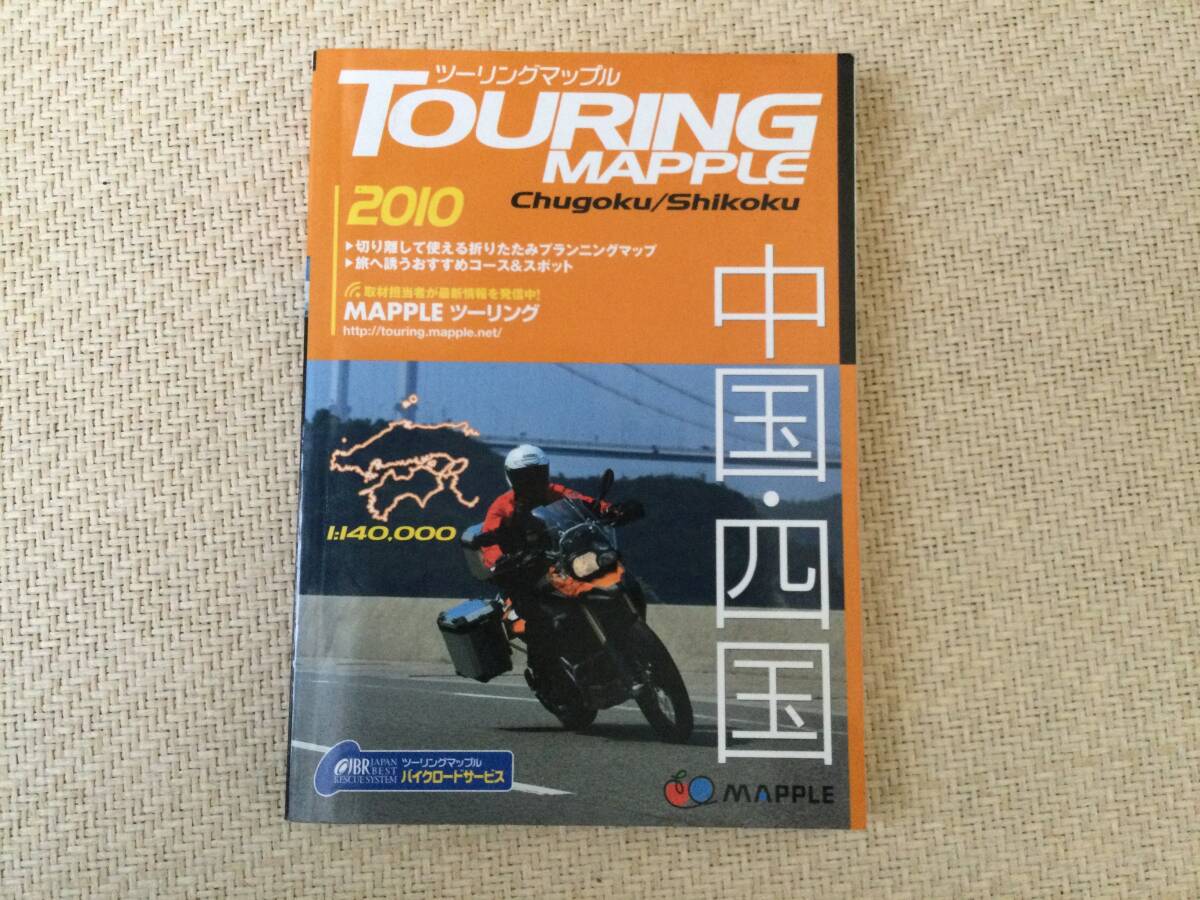 ツーリングマップル
TOURING
MAPPLE
Chugoku/Shikoku
2010
▶切り離して使える折りたたみプランニングマップ
▶旅へ誘うおすすめコース&スポット
取材担当者が最新情報を発信中!
MAPPLE ツーリング
http://touring.mapple.net/
中国・四国
1:140,000
JBR JAPAN
BEST
RESCUE SYSTEM
ツーリングマップル
バイクロードサービス
MAPPLE